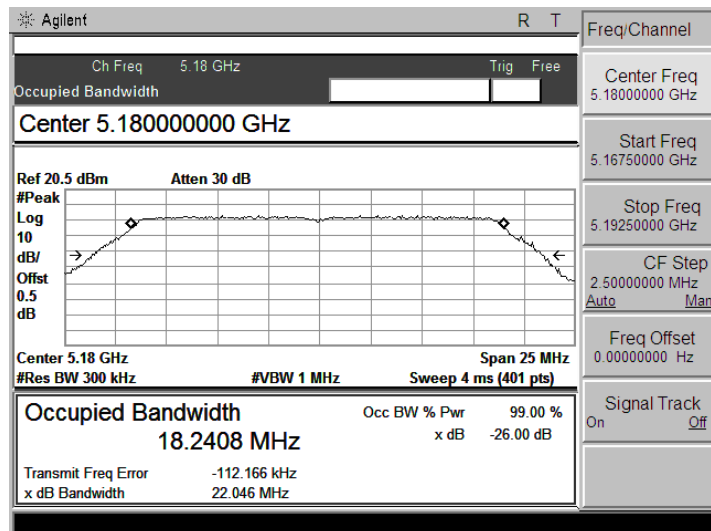 Agilent R T
Freq/Channel
Ch Freq 5.18 GHz Trig Free
Occupied Bandwidth
Center 5.180000000 GHz
Ref 20.5 dBm Atten 30 dB
#Peak
Log
10
dB/
Offst
0.5
dB
Center 5.18 GHz Span 25 MHz
#Res BW 300 kHz #VBW 1 MHz Sweep 4 ms (401 pts)
Occupied Bandwidth
18.2408 MHz
Occ BW % Pwr 99.00 %
x dB -26.00 dB
Transmit Freq Error -112.166 kHz
x dB Bandwidth 22.046 MHz
Center Freq
5.18000000 GHz
Start Freq
5.16750000 GHz
Stop Freq
5.19250000 GHz
CF Step
2.50000000 MHz
Auto Man
Freq Offset
0.00000000 Hz
Signal Track
On Off